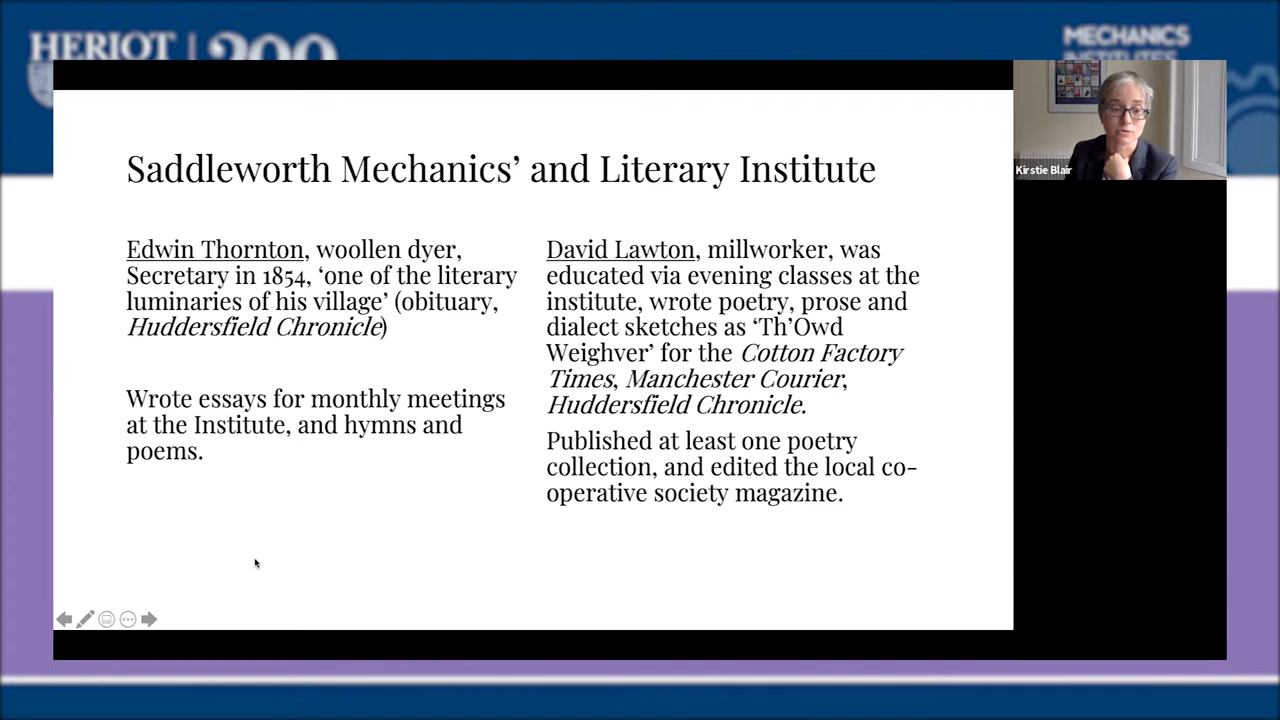 HERIOT | 200
MECHANICS
INSTITUTES
Kirstie Blair
Saddleworth Mechanics’ and Literary Institute
Edwin Thornton, woollen dyer,
Secretary in 1854, ‘one of the literary
luminaries of his village’ (obituary,
Huddersfield Chronicle)
Wrote essays for monthly meetings
at the Institute, and hymns and
poems.
David Lawton, millworker, was
educated via evening classes at the
institute, wrote poetry, prose and
dialect sketches as ‘Th’Owd
Weighver’ for the Cotton Factory
Times, Manchester Courier,
Huddersfield Chronicle.
Published at least one poetry
collection, and edited the local co-
operative society magazine.